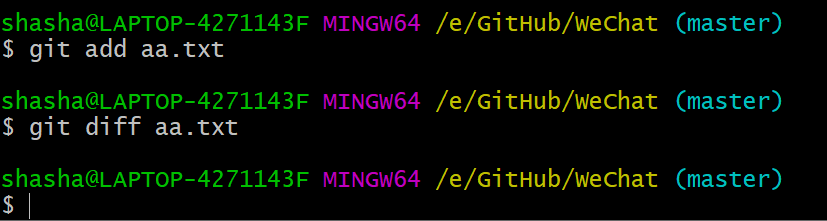 shasha@LAPTOP-4271143F MINGW64 /e/GitHub/WeChat (master)
$ git add aa.txt
shasha@LAPTOP-4271143F MINGW64 /e/GitHub/WeChat (master)
$ git diff aa.txt
shasha@LAPTOP-4271143F MINGW64 /e/GitHub/WeChat (master)
$